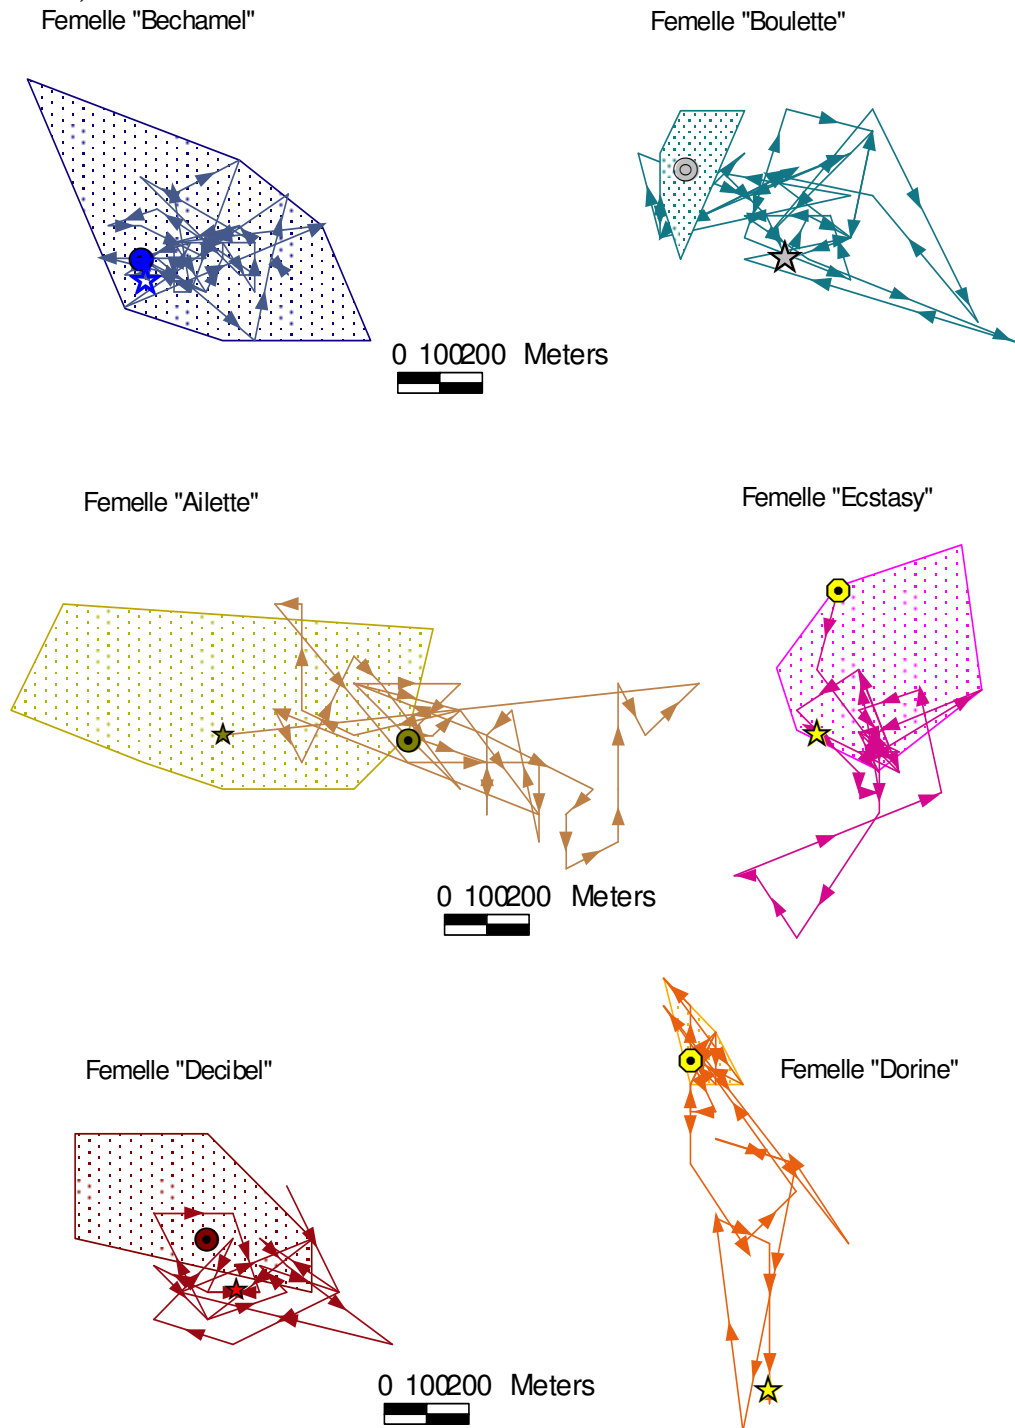 Femelle "Bechamel"
Femelle "Boulette"
0 100200 Meters
Femelle "Ailette"
Femelle "Ecstasy"
0 100200 Meters
Femelle "Decibel"
Femelle "Dorine"
0 100200 Meters